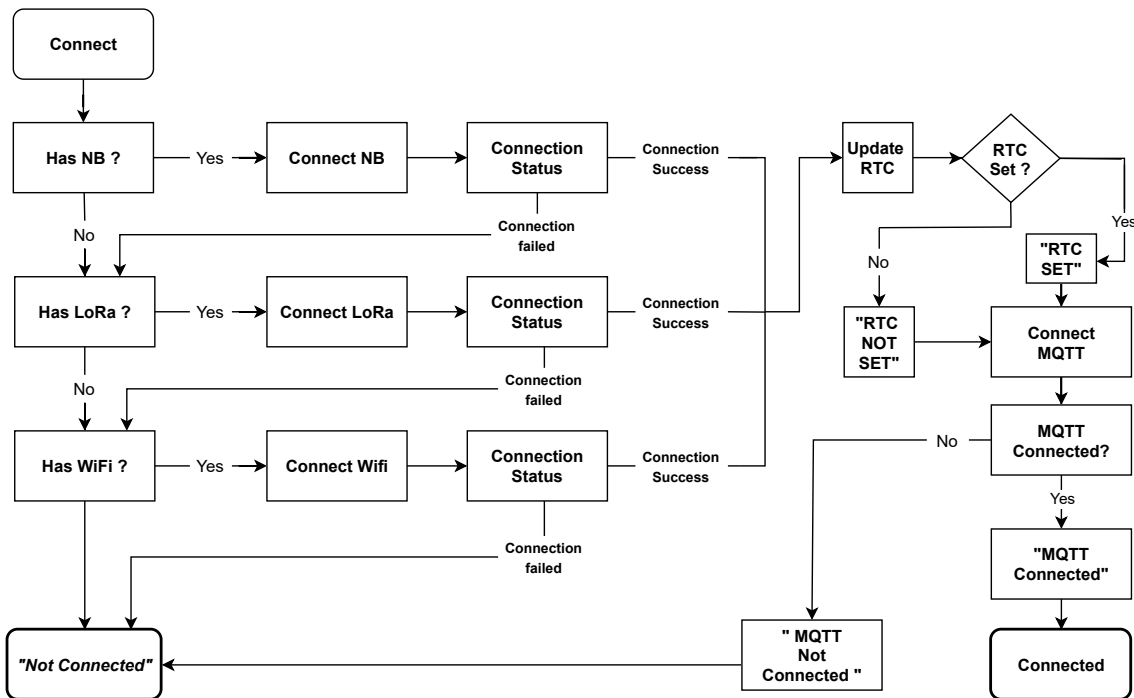 Connect
Has NB ?
Yes
Connect NB
Connection
Status
Connection
Success
Update
RTC
RTC
Set ?
Yes
No
Connection
failed
No
"RTC
SET"
Has LoRa ?
Yes
Connect LoRa
Connection
Status
Connection
Success
"RTC
NOT
SET"
Connect
MQTT
No
Connection
failed
Has WiFi ?
Yes
Connect Wifi
Connection
Status
Connection
Success
No
MQTT
Connected?
Yes
Connection
failed
"MQTT
Connected"
"Not Connected"
" MQTT
Not
Connected "
Connected